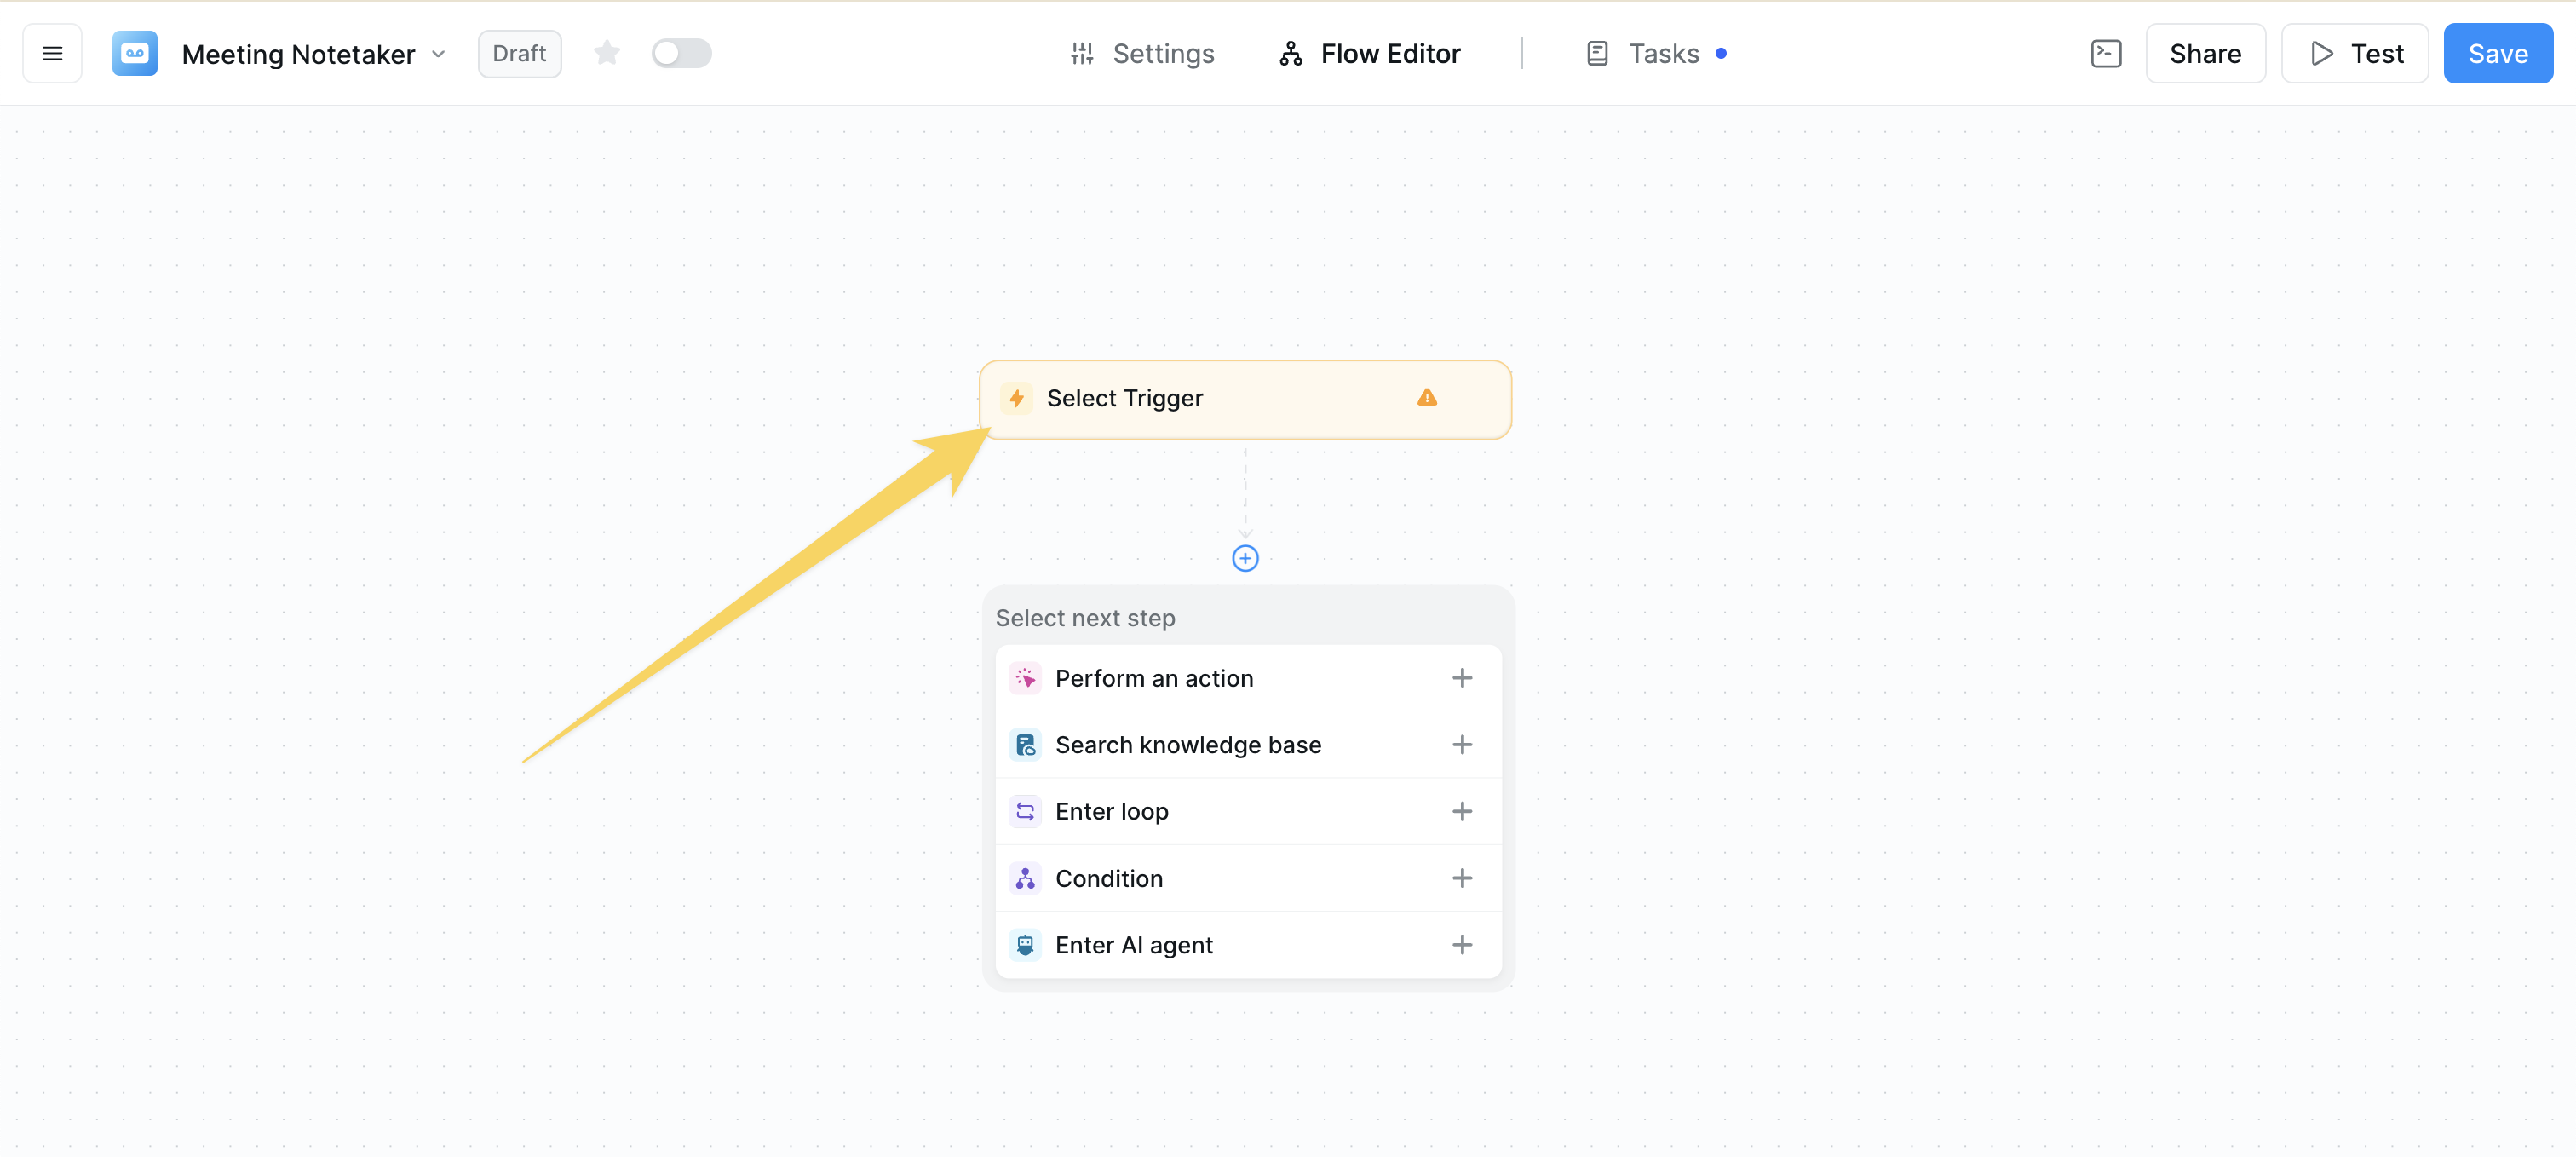 Meeting Notetaker
Draft
Settings
Flow Editor
Tasks
Share
Test
Save
Select Trigger
Select next step
Perform an action
Search knowledge base
Enter loop
Condition
Enter AI agent